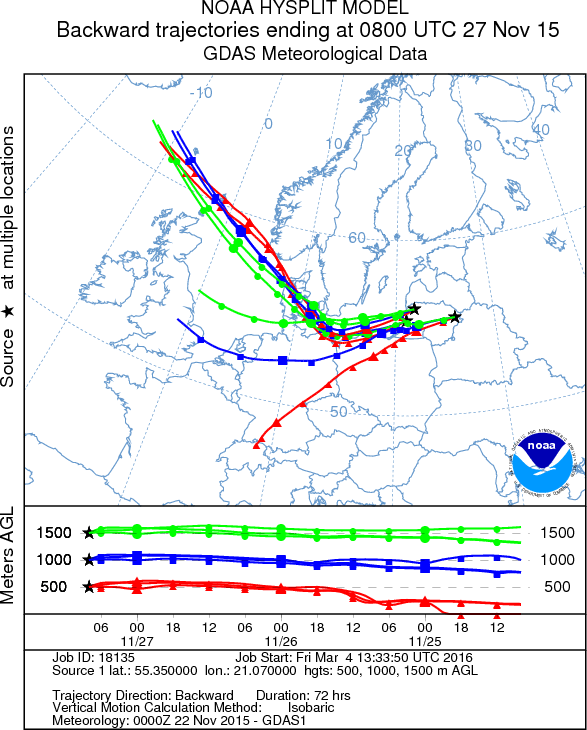 NOAA HYSPLIT MODEL
Backward trajectories ending at 0800 UTC 27 Nov 15
GDAS Meteorological Data
Source ★ at multiple locations
-10
0
10
20
30
40
60
50
noaa
Meters AGL
1500 1500
1000 1000
500 500
06 00 18 12 06 00 18 12 06 00 18 12
11/27 11/26 11/25
Job ID: 18135 Job Start: Fri Mar 4 13:33:50 UTC 2016
Source 1 lat.: 55.350000 lon.: 21.070000 hgts: 500, 1000, 1500 m AGL
Trajectory Direction: Backward Duration: 72 hrs
Vertical Motion Calculation Method: Isobaric
Meteorology: 0000Z 22 Nov 2015 - GDAS1